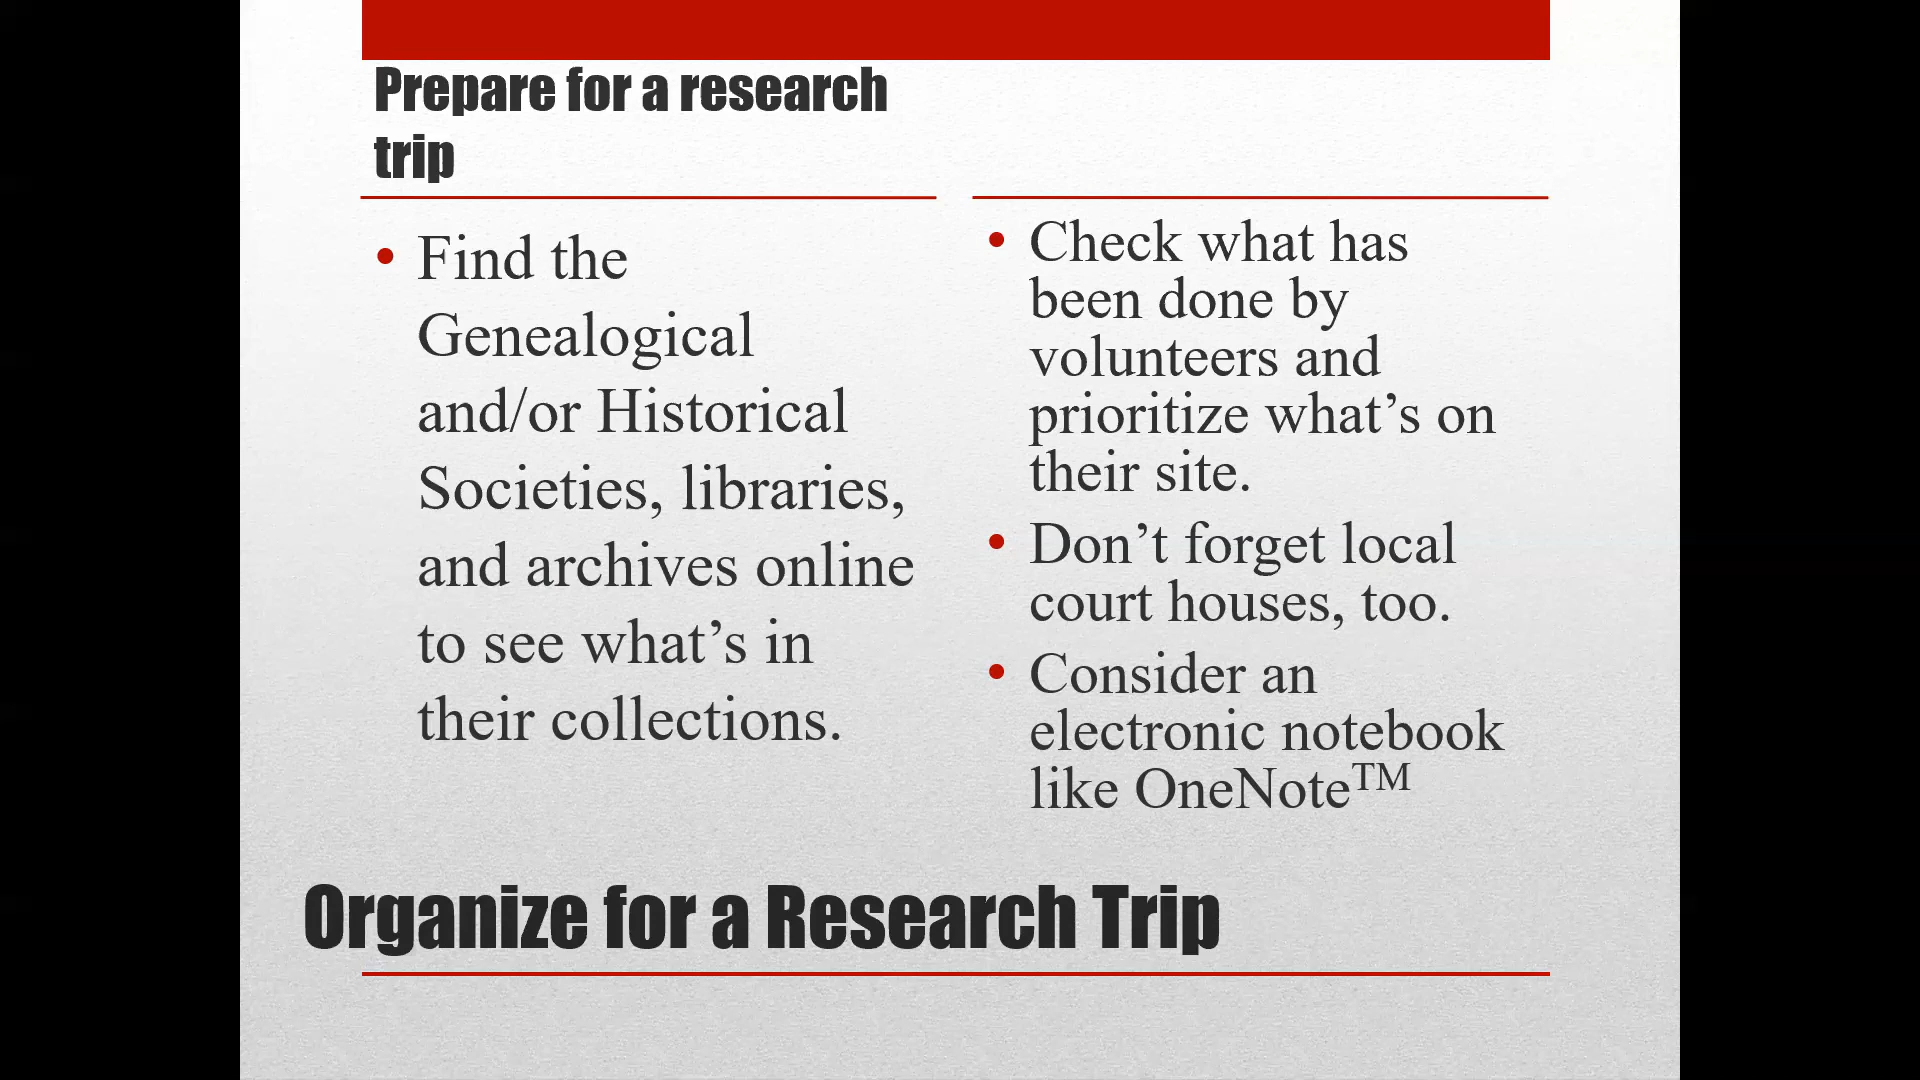 Prepare for a research
trip
• Find the
Genealogical
and/or Historical
Societies, libraries,
and archives online
to see what’s in
their collections.
• Check what has
been done by
volunteers and
prioritize what’s on
their site.
• Don’t forget local
court houses, too.
• Consider an
electronic notebook
like OneNote™
Organize for a Research Trip